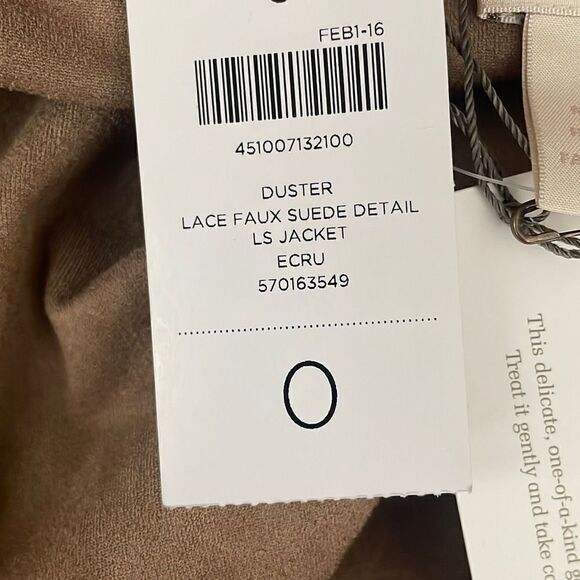 FEB1-16
451007132100
DUSTER
LACE FAUX SUEDE DETAIL
LS JACKET
ECRU
570163549
O
This delicate, one-of-a-kind
Treat it gently and take